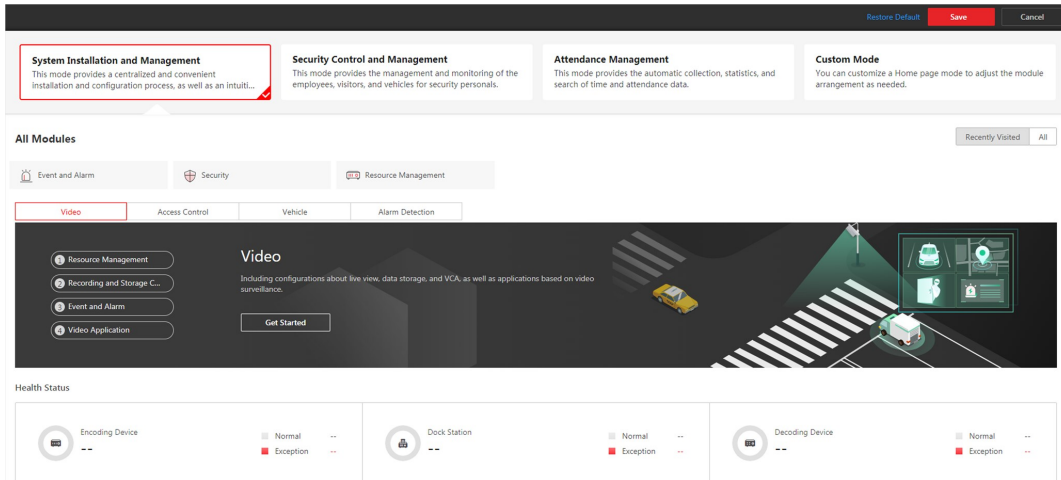 Restore Default Save Cancel
System Installation and Management
This mode provides a centralized and convenient
installation and configuration process, as well as an intuiti...
Security Control and Management
This mode provides the management and monitoring of the
employees, visitors, and vehicles for security personals.
Attendance Management
This mode provides the automatic collection, statistics, and
search of time and attendance data.
Custom Mode
You can customize a Home page mode to adjust the module
arrangement as needed.
All Modules
Recently Visited All
Event and Alarm Security Resource Management
Video Access Control Vehicle Alarm Detection
1 Resource Management
2 Recording and Storage C...
3 Event and Alarm
4 Video Application
Video
Including configurations about live view, data storage, and VCA, as well as applications based on video
surveillance.
Get Started
Health Status
Encoding Device
--
Normal --
Exception --
Dock Station
--
Normal --
Exception --
Decoding Device
--
Normal --
Exception --